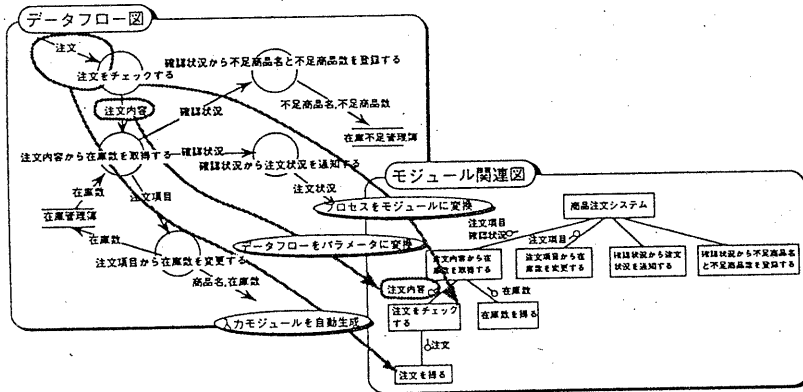 データフロー図
注文
注文をチェックする
確認状況から不足商品名と不足商品数を登録する
注文内容
確認状況
不足商品名,不足商品数
在庫不足管理簿
注文内容から在庫数を取得する
確認状況
確認状況から注文状況を通知する
在庫数
注文項目
注文状況
在庫管理簿
在庫数
注文項目から在庫数を変更する
商品名,在庫数
プロセスをモジュールに変換
データフローをパラメータに変換
入力モジュールを自動生成
モジュール関連図
商品注文システム
注文項目
確認状況
注文項目
注文内容から在
庫数を取得する
注文項目から在
庫数を変更する
確認状況から注文
状況を通知する
確認状況から不足商品名
と不足商品数を登録する
注文内容
在庫数
注文をチェック
する
在庫数を得る
注文
注文を得る